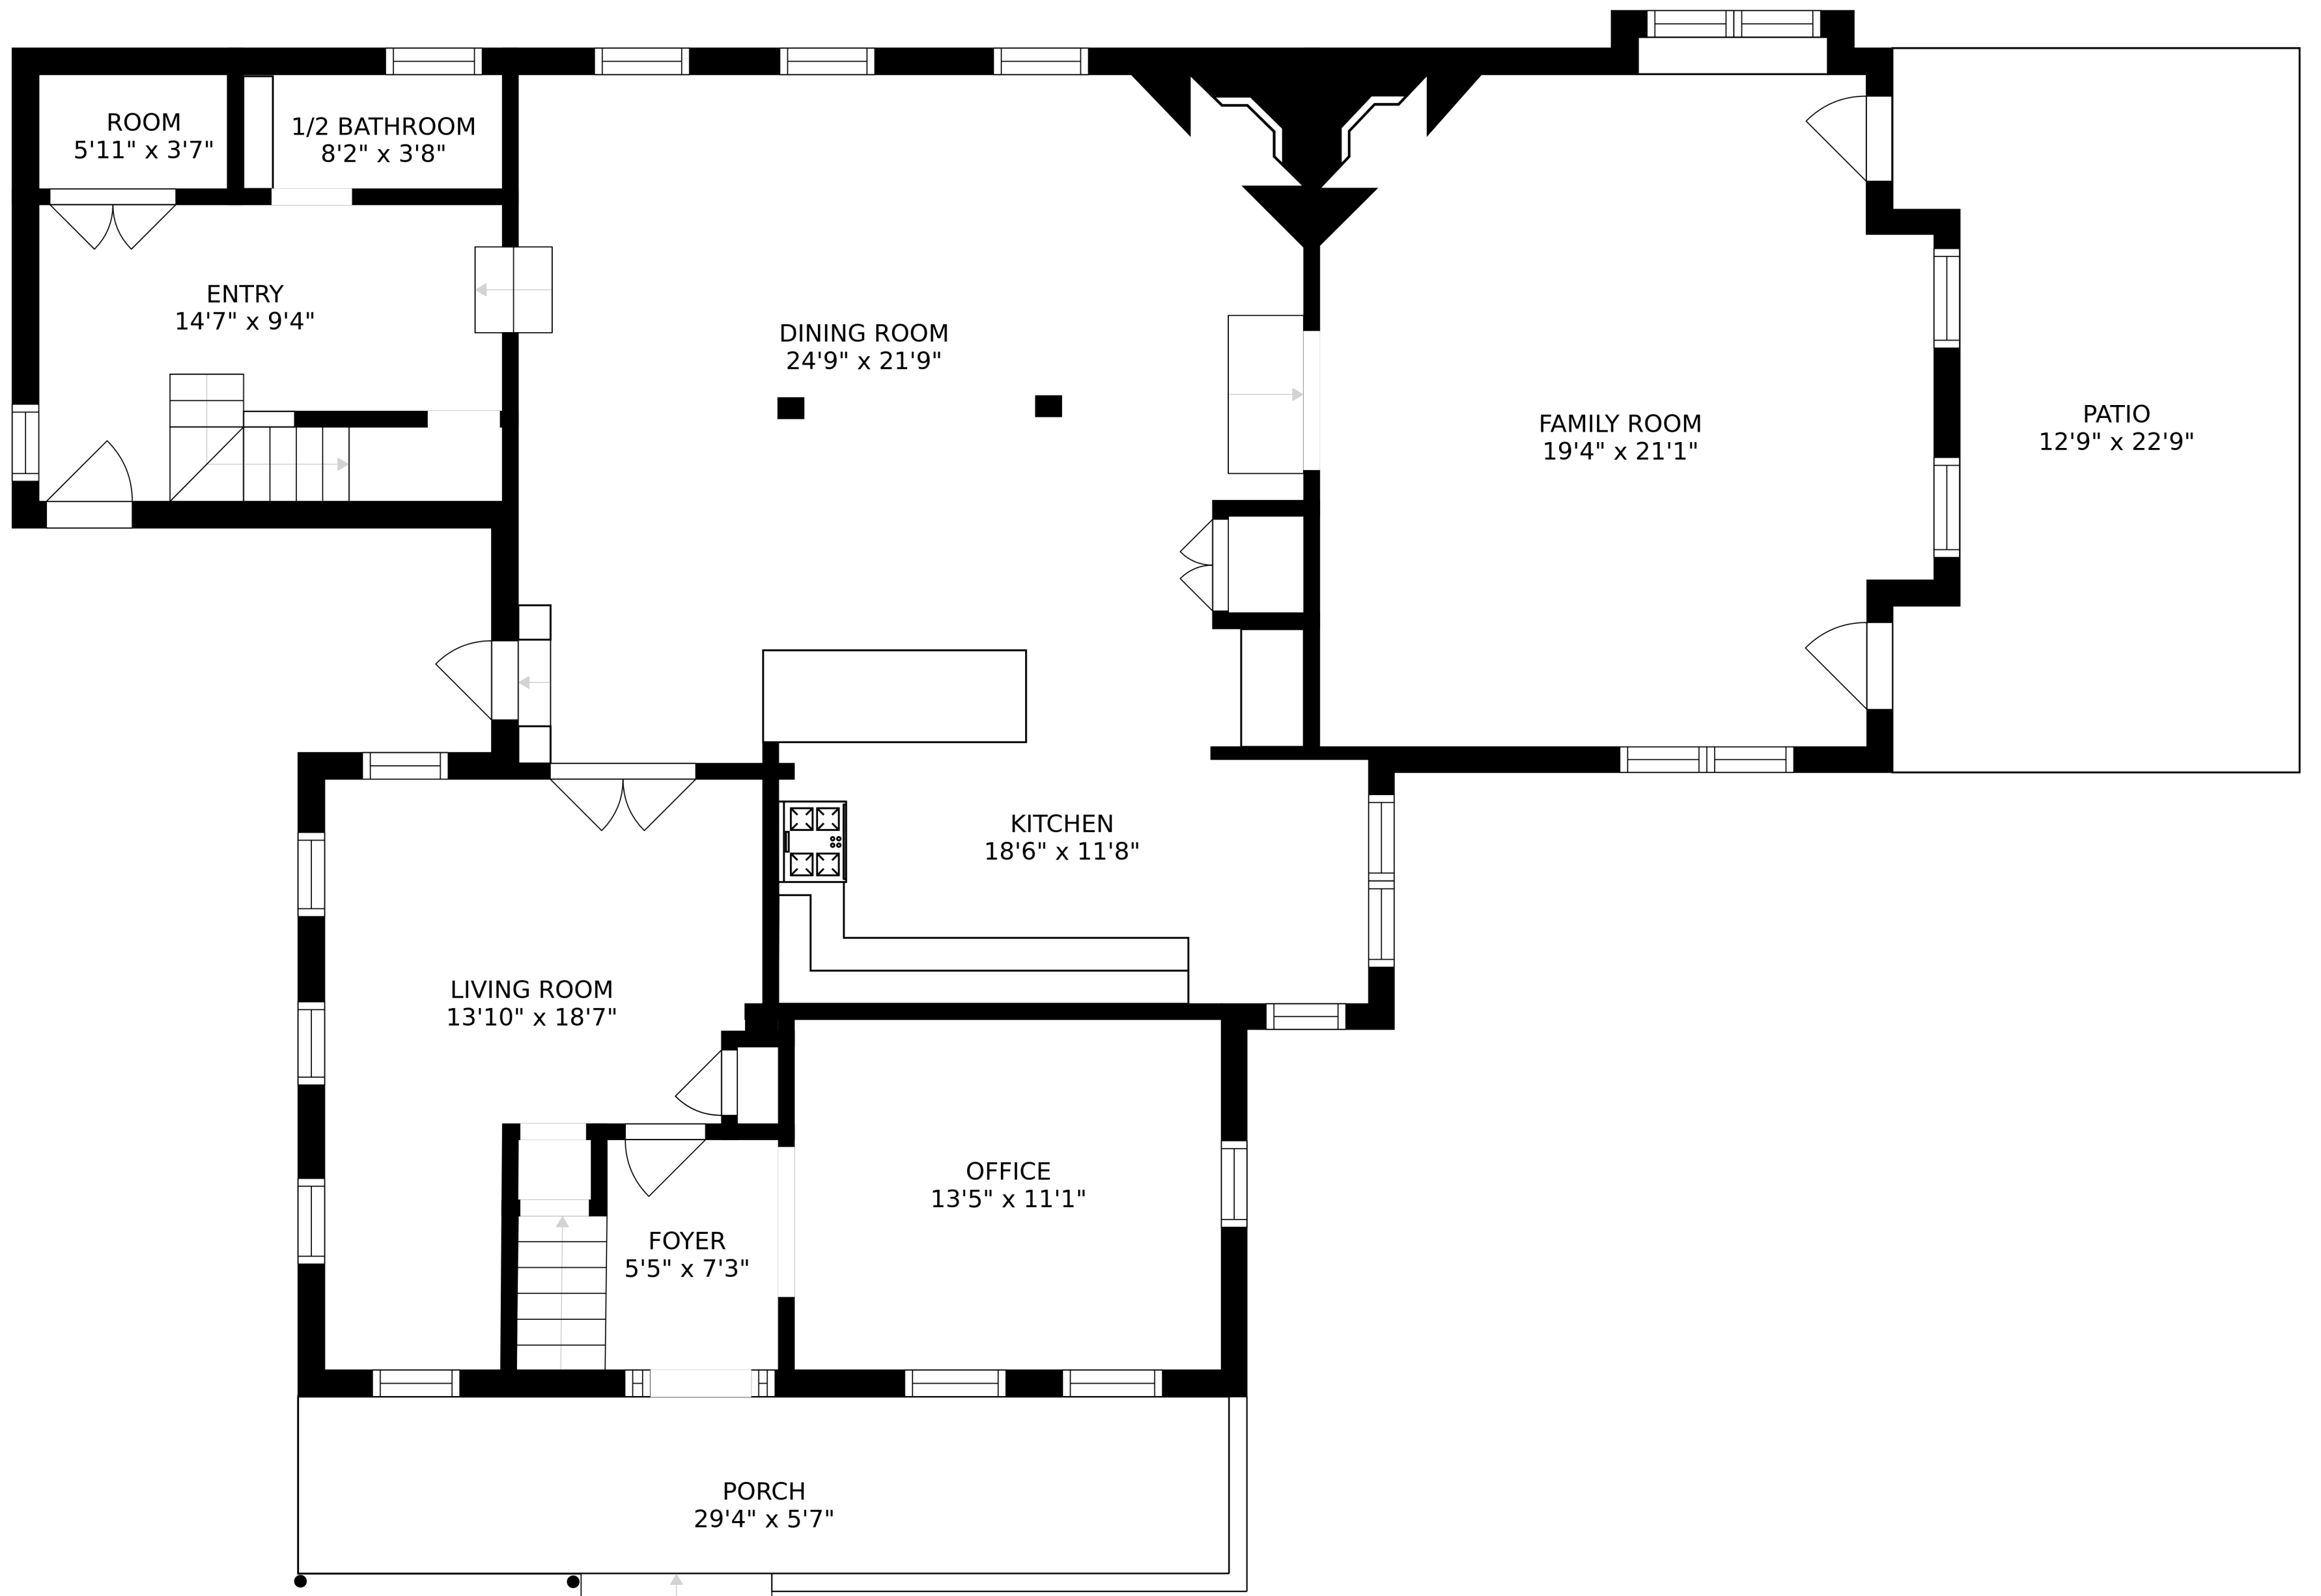 ROOM
5'11" x 3'7"
1/2 BATHROOM
8'2" x 3'8"
ENTRY
14'7" x 9'4"
DINING ROOM
24'9" x 21'9"
FAMILY ROOM
19'4" x 21'1"
PATIO
12'9" x 22'9"
KITCHEN
18'6" x 11'8"
LIVING ROOM
13'10" x 18'7"
OFFICE
13'5" x 11'1"
FOYER
5'5" x 7'3"
PORCH
29'4" x 5'7"